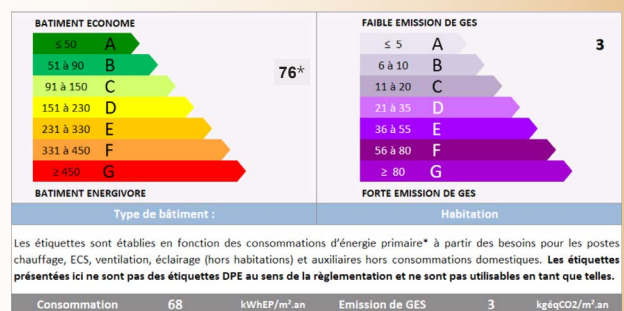 BATIMENT ECONOME
≤ 50 A
51 à 90 B
76*
91 à 150 C
151 à 230 D
231 à 330 E
331 à 450 F
≥ 450 G
BATIMENT ENERGIVORE
FAIBLE EMISSION DE GES
≤ 5 A
3
6 à 10 B
11 à 20 C
21 à 35 D
36 à 55 E
56 à 80 F
≥ 80 G
FORTE EMISSION DE GES
Type de bâtiment : Habitation
Les étiquettes sont établies en fonction des consommations d'énergie primaire* à partir des besoins pour les postes
chauffage, ECS, ventilation, éclairage (hors habitations) et auxiliaires hors consommations domestiques. Les étiquettes
présentées ici ne sont pas des étiquettes DPE au sens de la règlementation et ne sont pas utilisables en tant que telles.
Consommation 68 kWhEP/m².an Emission de GES 3 kgéqCO2/m².an